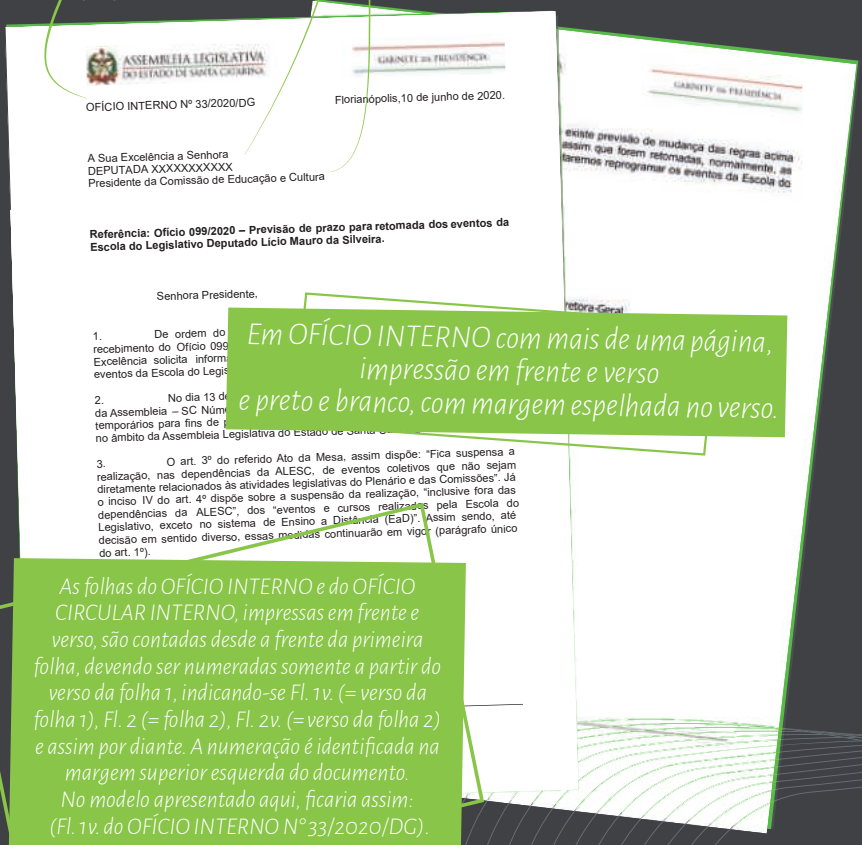 ASSEMBLEIA LEGISLATIVA
DO ESTADO DE SANTA CATARINA
GABINETE DA PRESIDÊNCIA
OFÍCIO INTERNO Nº 33/2020/DG
Florianópolis,10 de junho de 2020.
A Sua Excelência a Senhora
DEPUTADA XXXXXXXXXXX
Presidente da Comissão de Educação e Cultura
Referência: Ofício 099/2020 – Previsão de prazo para retomada dos eventos da
Escola do Legislativo Deputado Lício Mauro da Silveira.
Senhora Presidente,
1. De ordem do
recebimento do Ofício 099
Excelência solicita
eventos da Escola do
2. No dia 13
da Assembleia – SC
temporários para fins de
no âmbito da Assembleia Legislativa do Estado de
3. O art. 3º do referido Ato da Mesa, assim dispõe: “Fica suspensa a
realização, nas dependências da ALESC, de eventos coletivos que não sejam
diretamente relacionados às atividades legislativas do Plenário e das Comissões”. Já
o inciso IV do art. 4º dispõe sobre a suspensão da realização, “inclusive fora das
dependências da ALESC”, dos “eventos e cursos realizados pela Escola do
Legislativo, exceto no sistema de Ensino a Distância (EaD)”. Assim sendo, até
decisão em sentido diverso, essas medidas continuarão em vigor (parágrafo único
do art. 1º).
GABINETE DA PRESIDÊNCIA
existe previsão de mudança das regras acima
assim que forem retomadas, normalmente, as
reprogramar os eventos da Escola do
Em OFÍCIO INTERNO com mais de uma página,
impressão em frente e verso
e preto e branco, com margem espelhada no verso.
As folhas do OFÍCIO INTERNO e do OFÍCIO
CIRCULAR INTERNO, impressas em frente e
verso, são contadas desde a frente da primeira
folha, devendo ser numeradas somente a partir do
verso da folha 1, indicando-se Fl. 1v. (= verso da
folha 1), Fl. 2 (= folha 2), Fl. 2v. (= verso da folha 2)
e assim por diante. A numeração é identificada na
margem superior esquerda do documento.
No modelo apresentado aqui, ficaria assim:
(Fl. 1v. do OFÍCIO INTERNO N° 33/2020/DG).